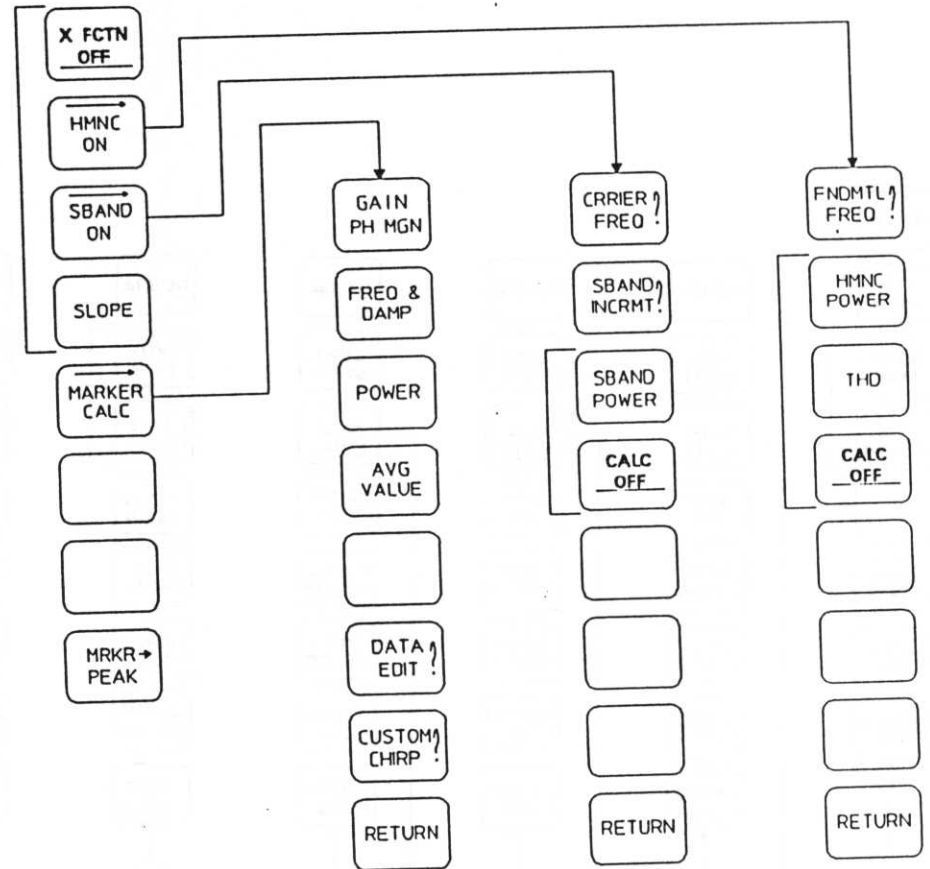 X FCTN
OFF
HMNC
ON
SBAND
ON
SLOPE
MARKER
CALC
MRKR→
PEAK
GAIN
PH MGN
FREQ &
DAMP
POWER
AVG
VALUE
DATA ?
EDIT
CUSTOM ?
CHIRP
RETURN
CRRIER ?
FREQ
SBAND ?
INCRMT
SBAND
POWER
CALC
OFF
RETURN
FNDMTL ?
FREQ
HMNC
POWER
THD
CALC
OFF
RETURN